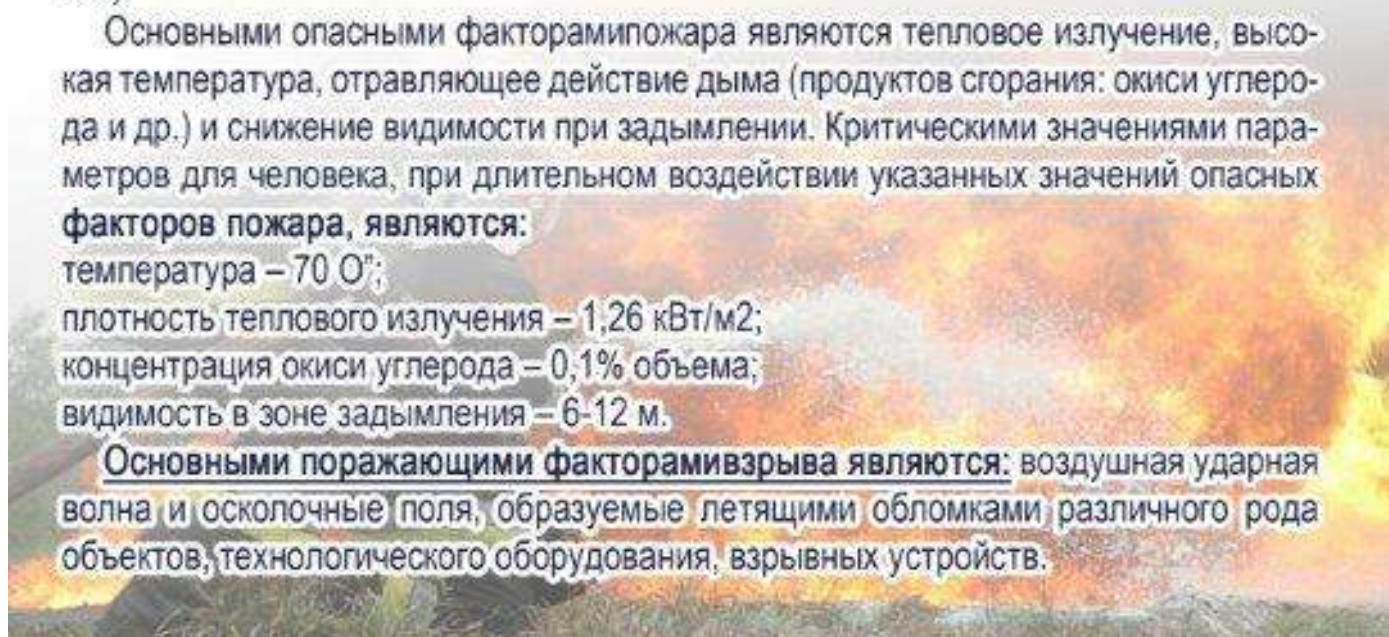 Основными опасными факторамипожара являются тепловое излучение, высо-
кая температура, отравляющее действие дыма (продуктов сгорания: окиси углеро-
да и др.) и снижение видимости при задымлении. Критическими значениями пара-
метров для человека, при длительном воздействии указанных значений опасных
факторов пожара, являются:
температура – 70 О”;
плотность теплового излучения – 1,26 кВт/м2;
концентрация окиси углерода – 0,1% объема;
видимость в зоне задымления – 6-12 м.
Основными поражающими факторамивзрыва являются: воздушная ударная
волна и осколочные поля, образуемые летящими обломками различного рода
объектов, технологического оборудования, взрывных устройств.